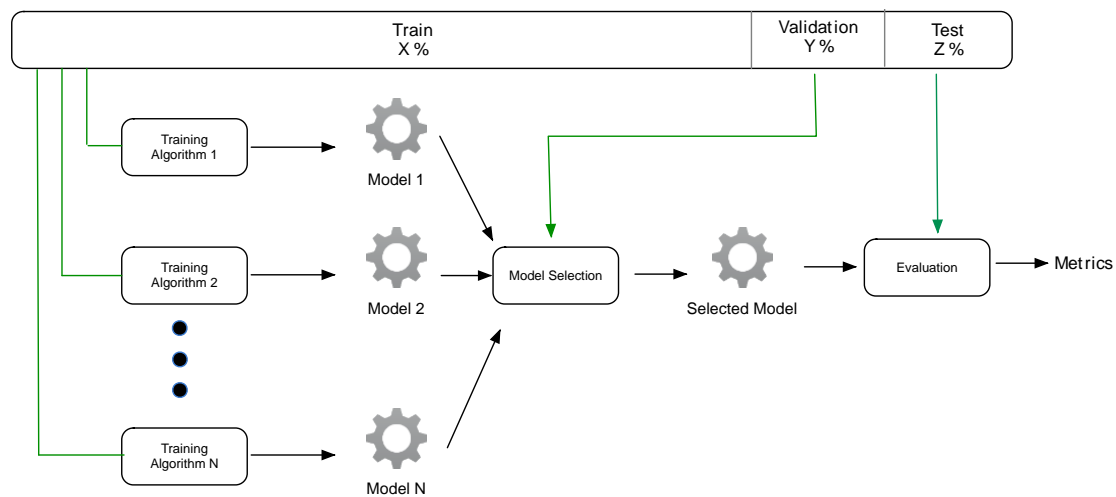 Train
X %
Validation
Y %
Test
Z %
Training
Algorithm 1
Model 1
Training
Algorithm 2
Model 2
Model Selection
Selected Model
Evaluation
Metrics
Training
Algorithm N
Model N